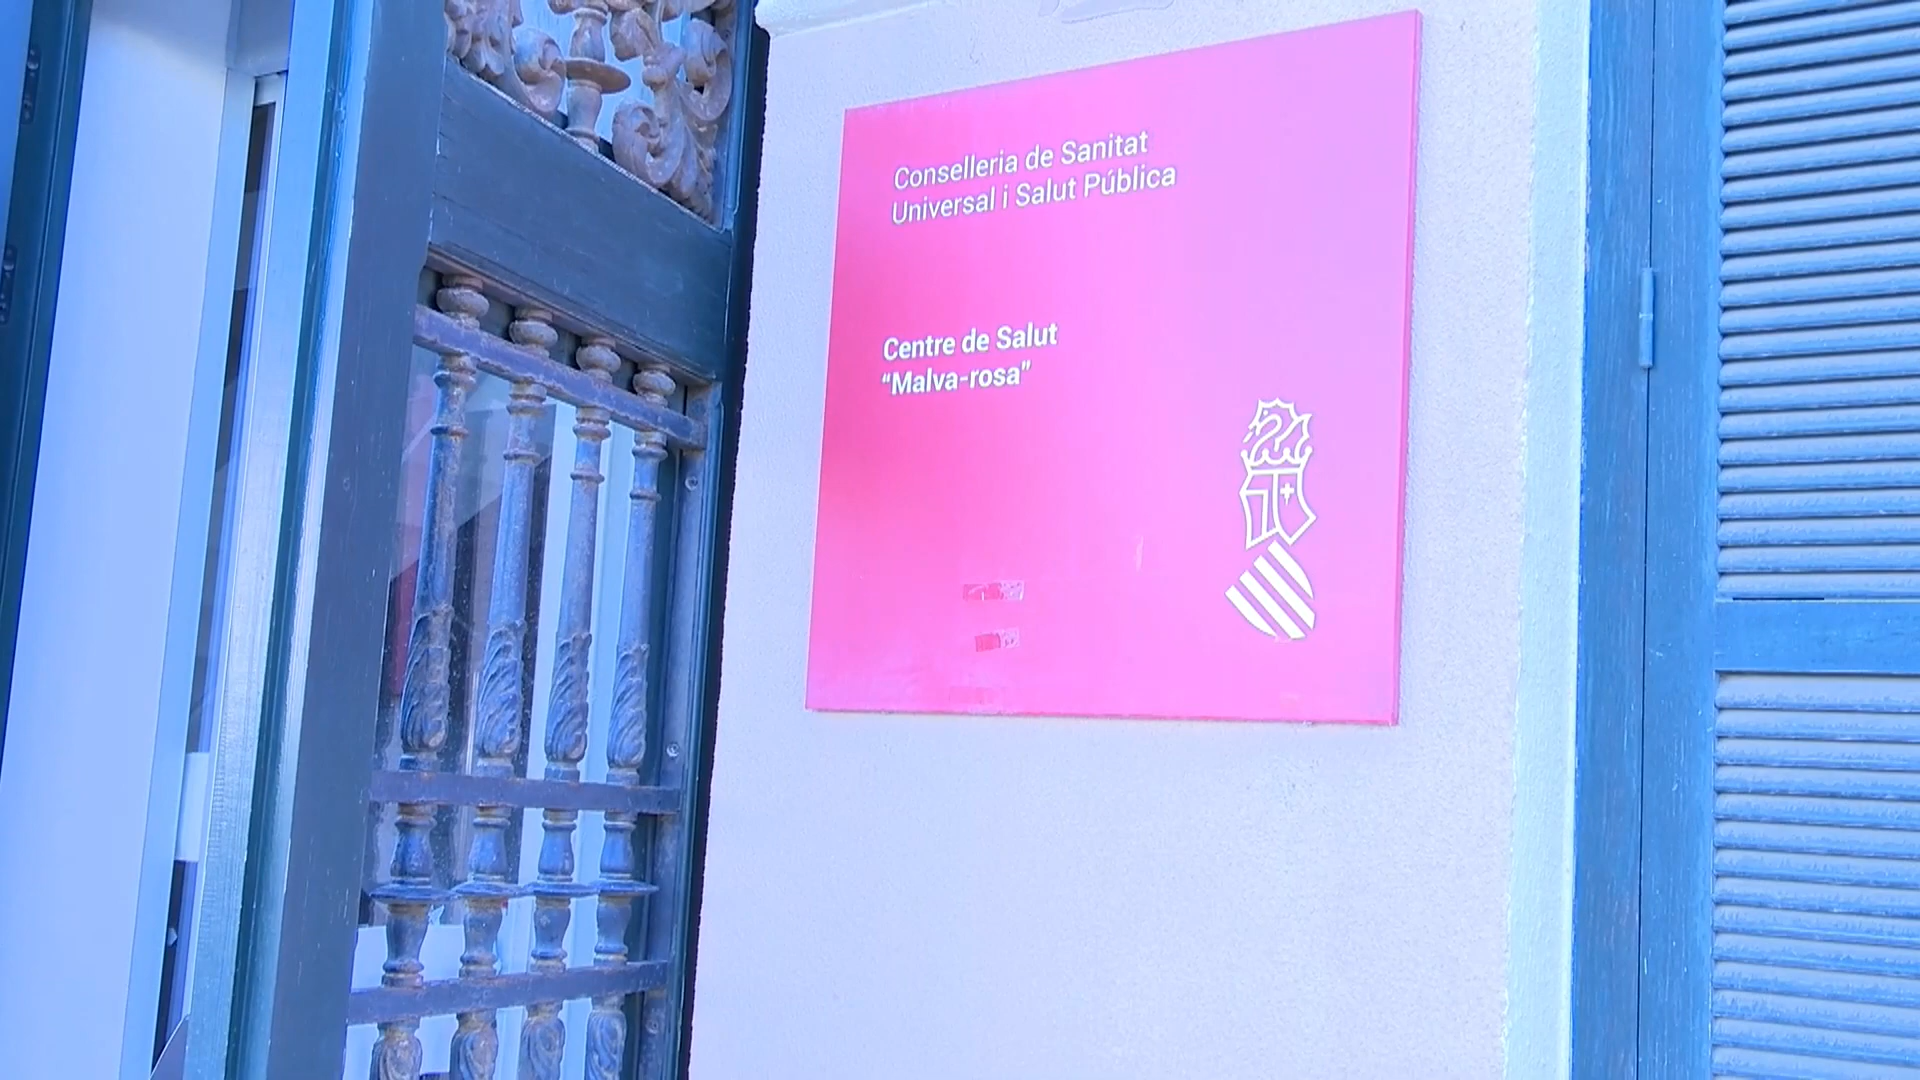 Conselleria de Sanitat
Universal i Salut Pública
Centre de Salut
“Malva-rosa”